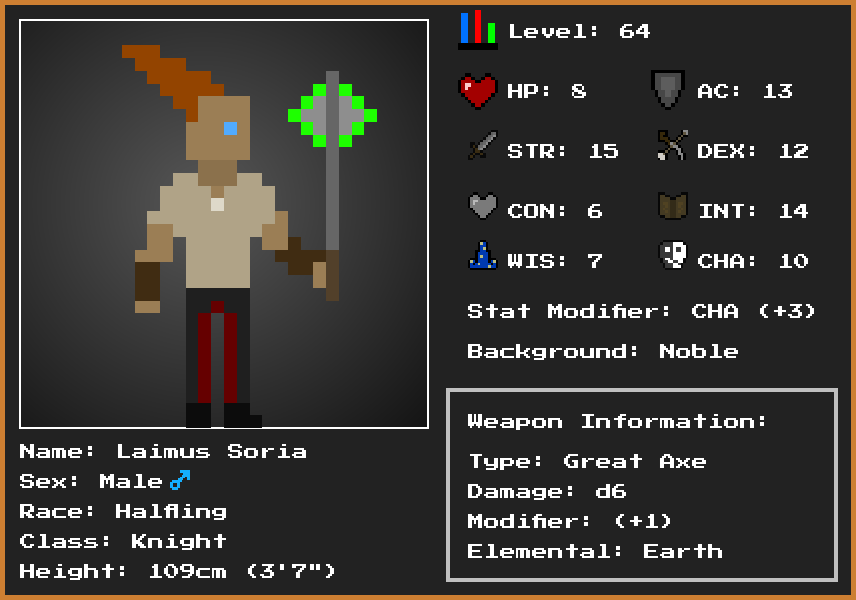 Level: 64
HP: 8
AC: 13
STR: 15
DEX: 12
CON: 6
INT: 14
WIS: 7
CHA: 10
Stat Modifier: CHA (+3)
Background: Noble
Name: Laimus Soria
Sex: Male ♂
Race: Halfling
Class: Knight
Height: 109cm (3'7")
Weapon Information:
Type: Great Axe
Damage: d6
Modifier: (+1)
Elemental: Earth